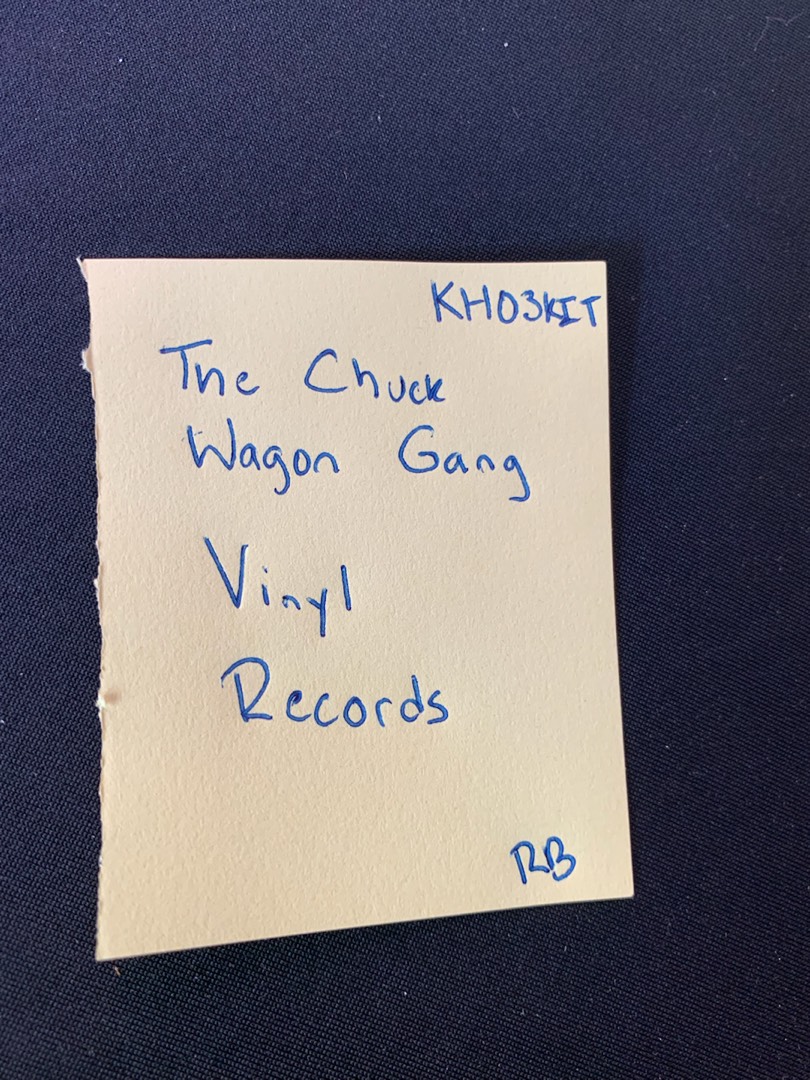 KH03KIT
The Chuck
Wagon Gang
Vinyl
Records
RB